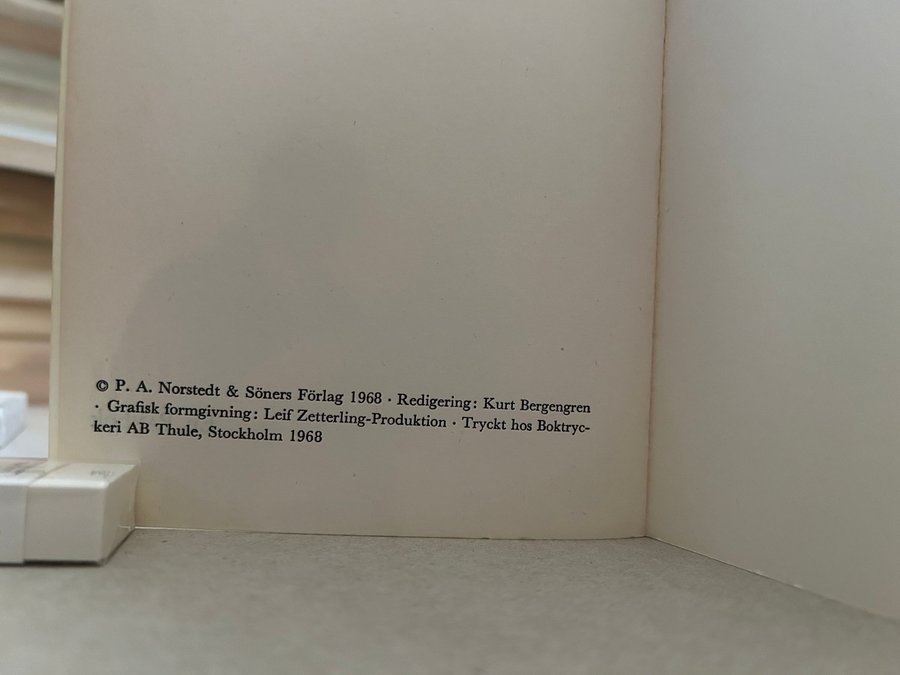 © P. A. Norstedt & Söners Förlag 1968 · Redigering: Kurt Bergengren
· Grafisk formgivning: Leif Zetterling-Produktion · Tryckt hos Boktryc-
keri AB Thule, Stockholm 1968